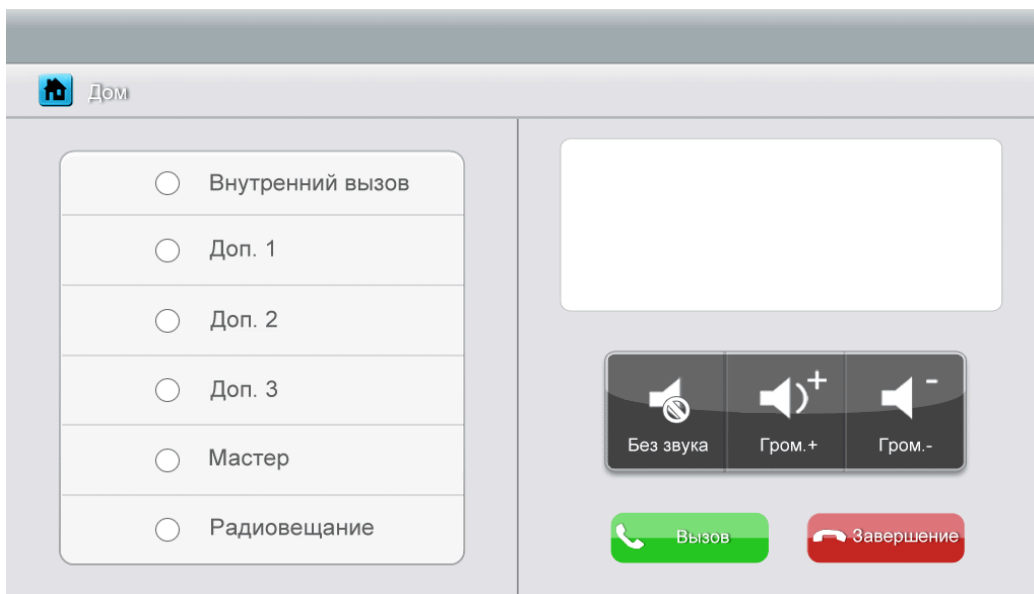 Дом
Внутренний вызов
Доп. 1
Доп. 2
Доп. 3
Мастер
Радиовещание
Без звука
Гром.+
Гром.-
Вызов
Завершение